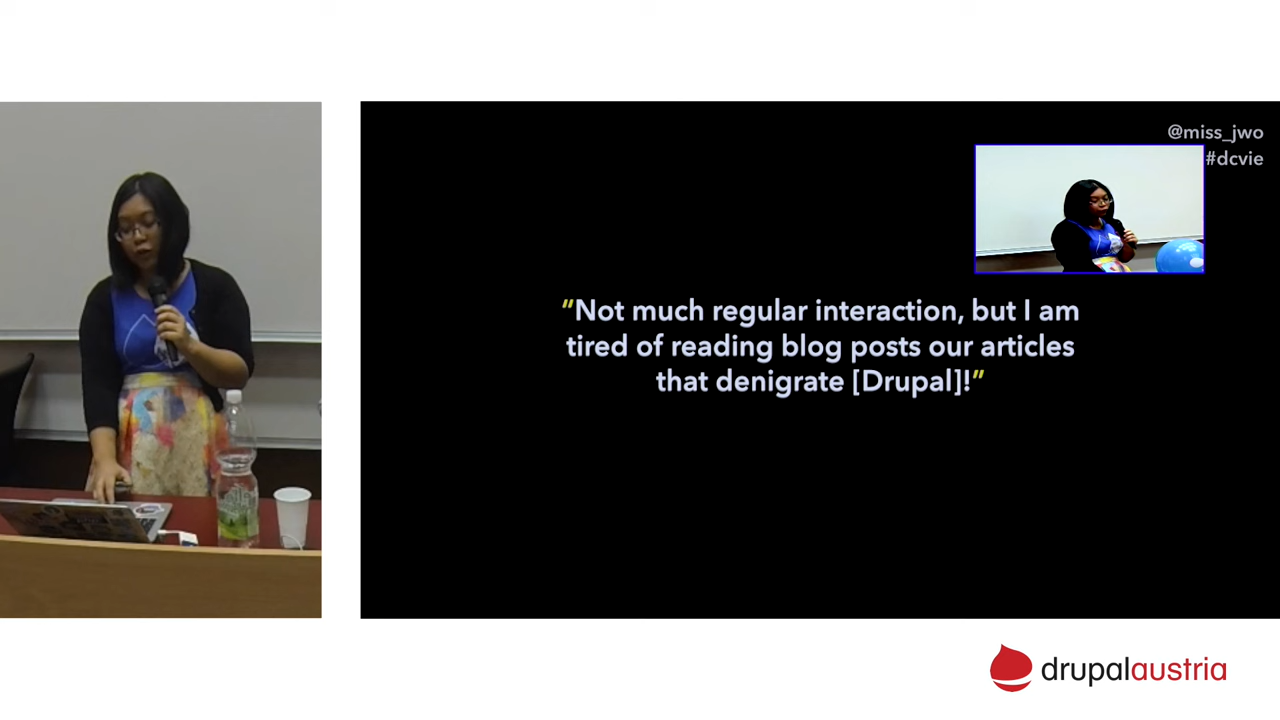 @miss_jwo
#dcvie
“Not much regular interaction, but I am
tired of reading blog posts our articles
that denigrate [Drupal]!”
drupalaustria